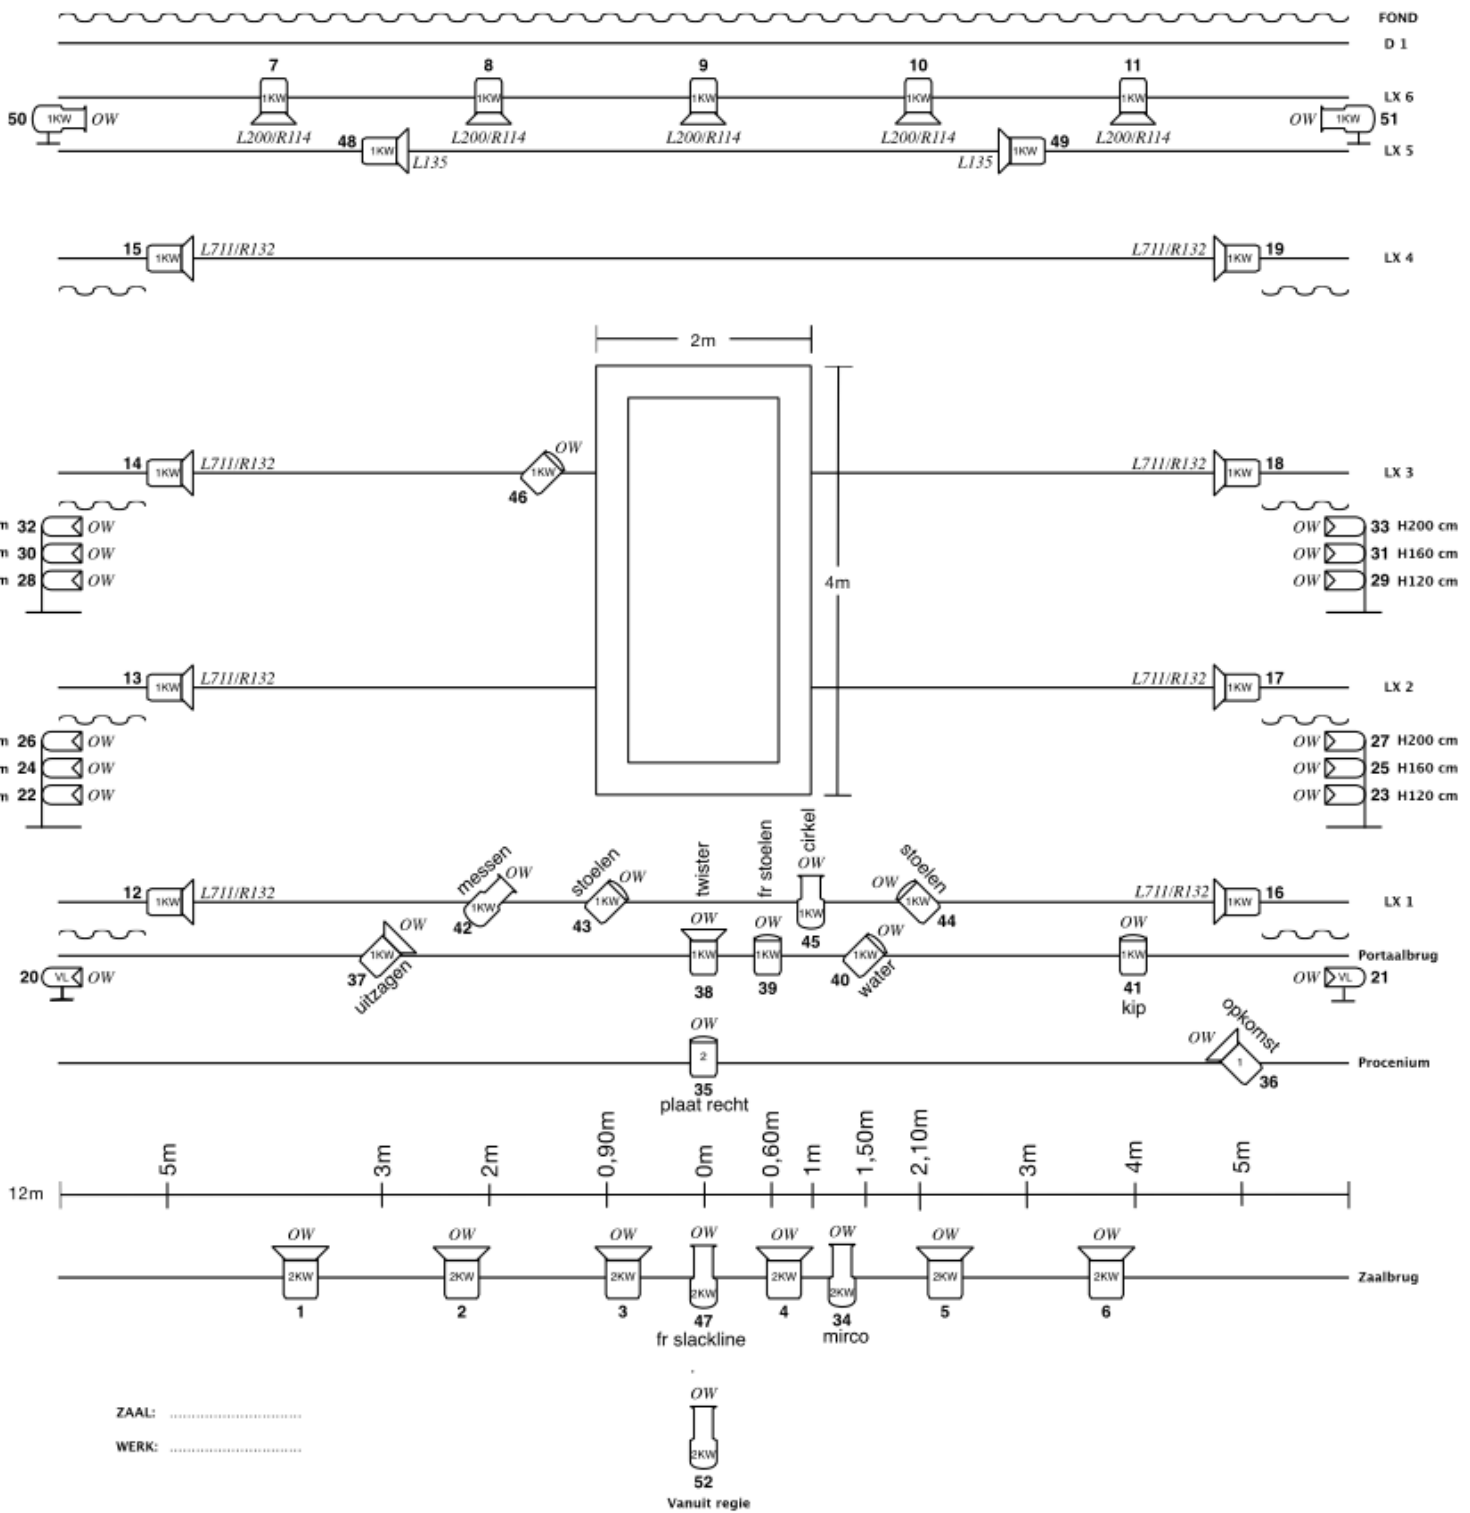 FOND
D 1
7 8 9 10 11
1KW 1KW 1KW 1KW 1KW LX 6
50 1KW OW OW 1KW 51
L200/R114 L200/R114 L200/R114 L200/R114 L200/R114
48 1KW L135 L135 1KW 49 LX 5
15 1KW L711/R132 L711/R132 1KW 19 LX 4
2m
OW
14 1KW L711/R132 1KW L711/R132 1KW 18 LX 3
46
m 32 OW OW 33 H200 cm
m 30 OW OW 31 H160 cm
m 28 OW OW 29 H120 cm
4m
13 1KW L711/R132 L711/R132 1KW 17 LX 2
m 26 OW OW 27 H200 cm
m 24 OW OW 25 H160 cm
m 22 OW OW 23 H120 cm
messen stoelen twister fr stoelen cirkel stoelen
OW OW OW OW
12 1KW L711/R132 1KW 1KW 1KW 1KW L711/R132 1KW 16 LX 1
42 43 45 44
OW OW OW OW OW
1KW 1KW 1KW 1KW 1KW Portaalbrug
20 VL OW 37 38 39 40 41 OW VL 21
uitzagen water kip
OW OW opkomst
2 1 Procenium
35 36
plaat recht
5m 3m 2m 0,90m 0m 0,60m 1m 1,50m 2,10m 3m 4m 5m
12m
OW OW OW OW OW OW OW OW
2KW 2KW 2KW 2KW 2KW 2KW 2KW 2KW Zaalbrug
1 2 3 47 4 34 5 6
fr slackline mirco
OW
ZAAL: ..............................
WERK: ..............................
2KW
52
Vanuit regie